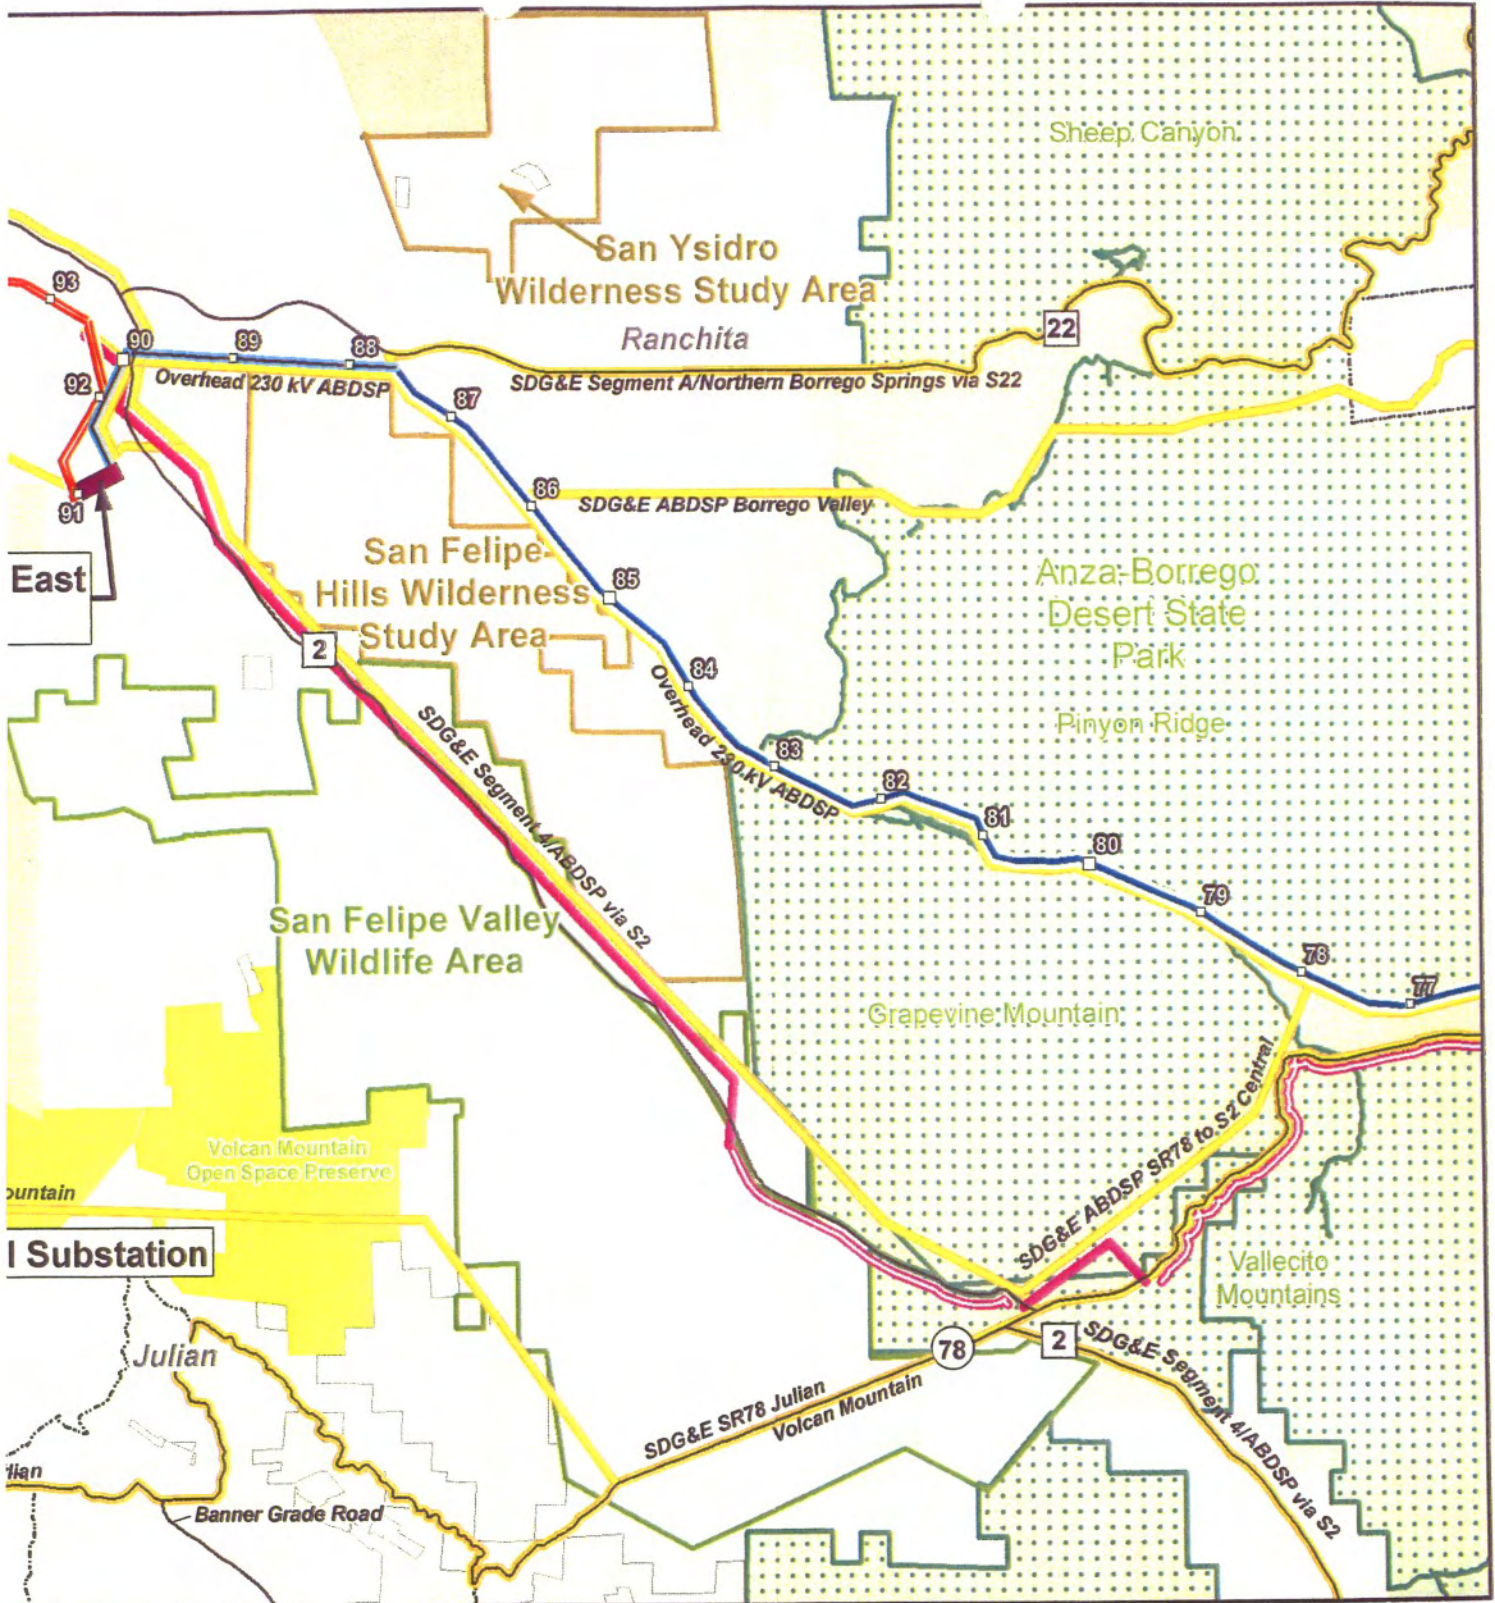 Sheep Canyon
San Ysidro
Wilderness Study Area
Ranchita
22
93
90
89
88
92
Overhead 230 kV ABDSP
SDG&E Segment A/Northern Borrego Springs via S22
87
86
SDG&E ABDSP Borrego Valley
91
East
San Felipe
Hills Wilderness
Study Area
85
Anza-Borrego
Desert State
Park
2
84
Overhead 230 kV ABDSP
Pinyon Ridge
SDG&E Segment 4/ABDSP via S2
83
82
81
80
79
San Felipe Valley
Wildlife Area
78
77
Grapevine Mountain
SDG&E ABDSP SR78 to S2 Central
Volcan Mountain
Open Space Preserve
ountain
l Substation
Vallecito
Mountains
Julian
78
2
SDG&E Segment 4/ABDSP via S2
SDG&E SR78 Julian
Volcan Mountain
lian
Banner Grade Road